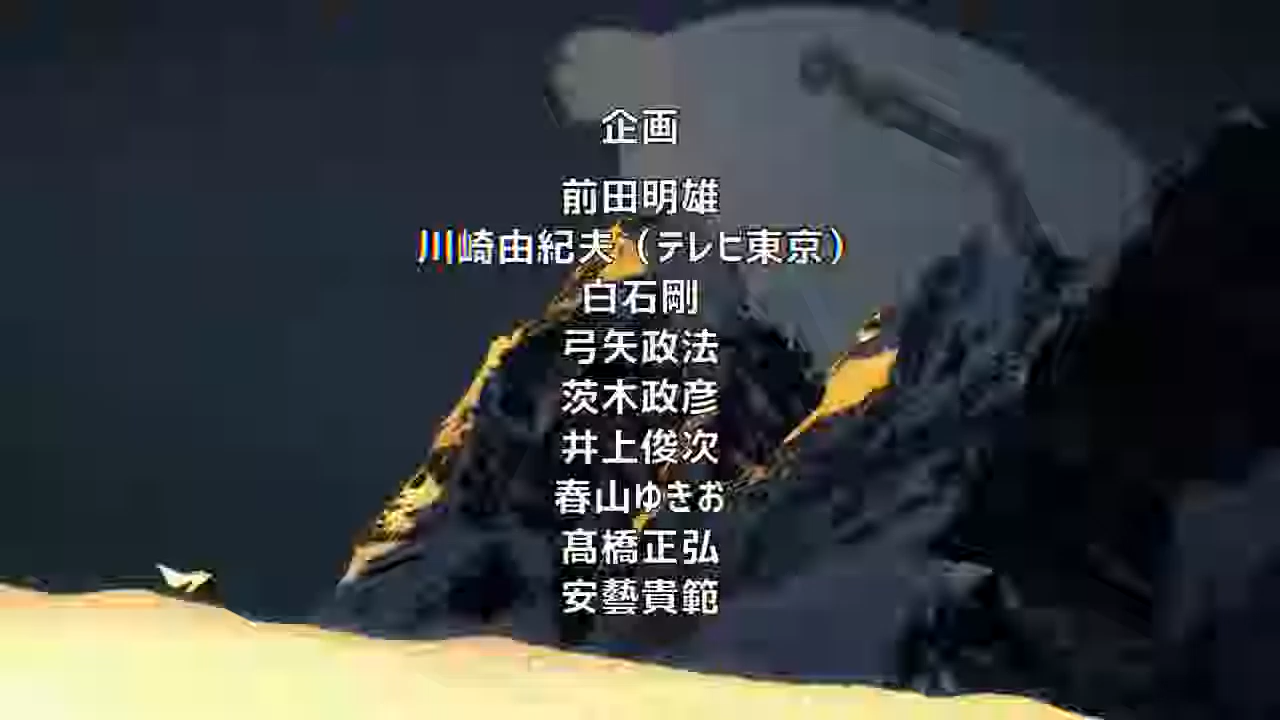 企画
前田明雄
川崎由紀夫（テレビ東京）
白石剛
弓矢政法
茨木政彦
井上俊次
春山ゆきお
髙橋正弘
安藝貴範